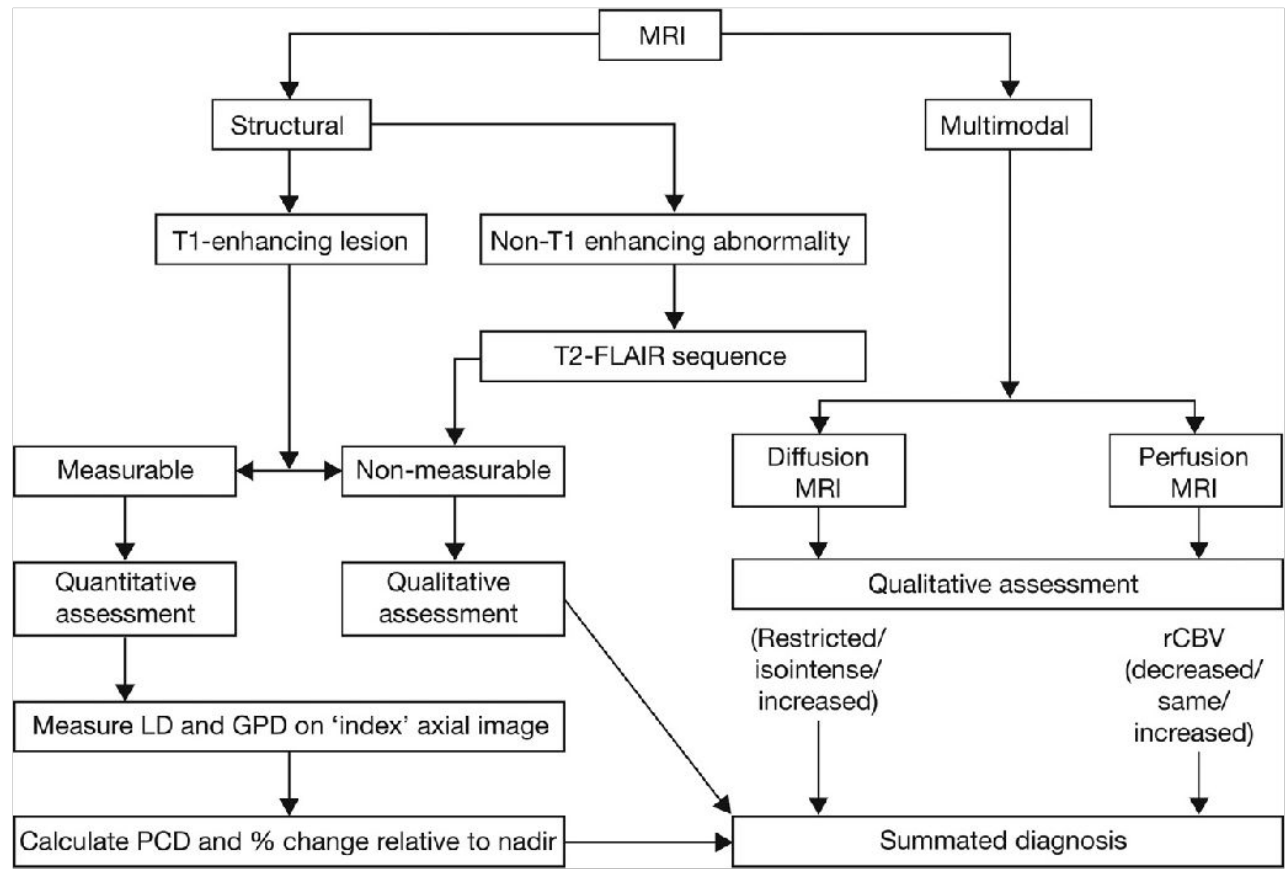 MRI
Structural
Multimodal
T1-enhancing lesion
Non-T1 enhancing abnormality
T2-FLAIR sequence
Measurable
Non-measurable
Diffusion
MRI
Perfusion
MRI
Quantitative
assessment
Qualitative
assessment
Qualitative assessment
(Restricted/
isointense/
increased)
rCBV
(decreased/
same/
increased)
Measure LD and GPD on ‘index’ axial image
Calculate PCD and % change relative to nadir
Summated diagnosis